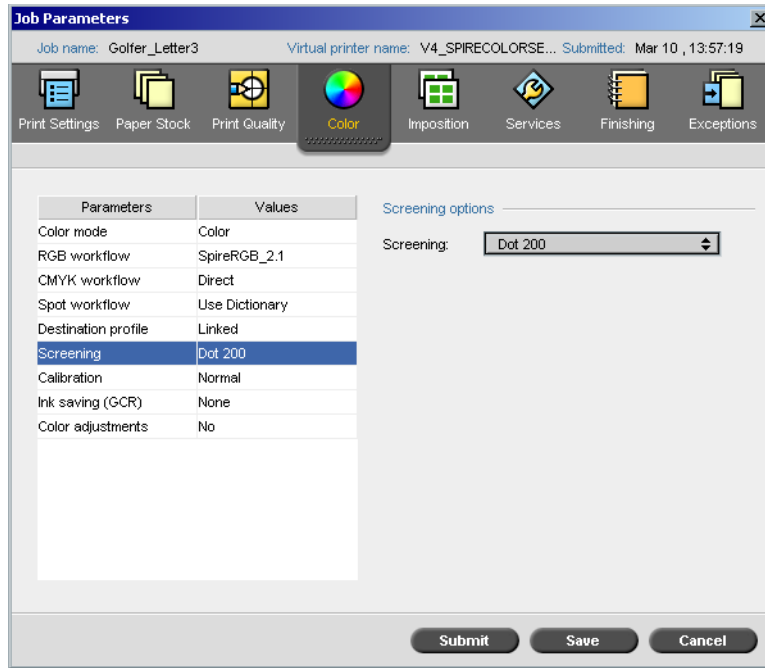 Job Parameters
Job name: Golfer_Letter3 Virtual printer name: V4_SPIRECOLORSE... Submitted: Mar 10 , 13:57:19
Print Settings Paper Stock Print Quality Color Imposition Services Finishing Exceptions
Parameters Values
Color mode Color
RGB workflow SpireRGB_2.1
CMYK workflow Direct
Spot workflow Use Dictionary
Destination profile Linked
Screening Dot 200
Calibration Normal
Ink saving (GCR) None
Color adjustments No
Screening options
Screening: Dot 200
Submit Save Cancel